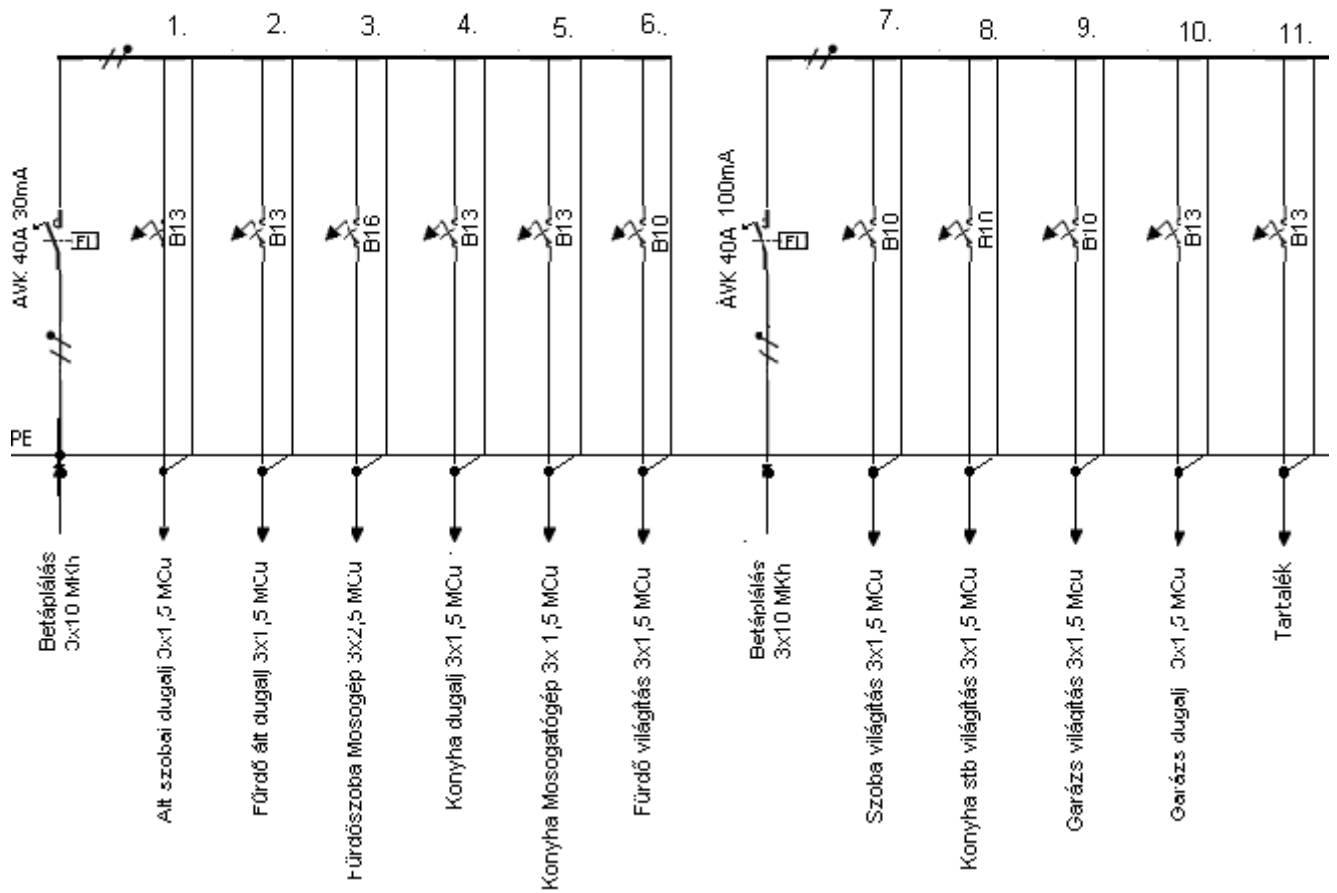 1.
2.
3.
4.
5.
6.
7.
8.
9.
10.
11.
ÁVK 40A 30mA
FI
B13
B13
B16
B13
B13
B10
ÁVK 40A 100mA
FI
B10
B10
B10
B13
B13
PE
Betáplálás
3x10 MKh
Alt szobai dugalj 3x1,5 MCu
Fűrdő ált dugalj 3x1,5 MCu
Fürdőszoba Mosogép 3x2,5 MCu
Konyha dugalj 3x1,5 MCu
Konyha Mosogatógép 3x 1,5 MCu
Fürdő világítás 3x1,5 MCu
Betáplálás
3x10 MKh
Szoba világítás 3x1,5 MCu
Konyha stb világítás 3x1,5 MCu
Garázs világítás 3x1,5 Mcu
Garázs dugalj 3x1,5 MCu
Tartalék